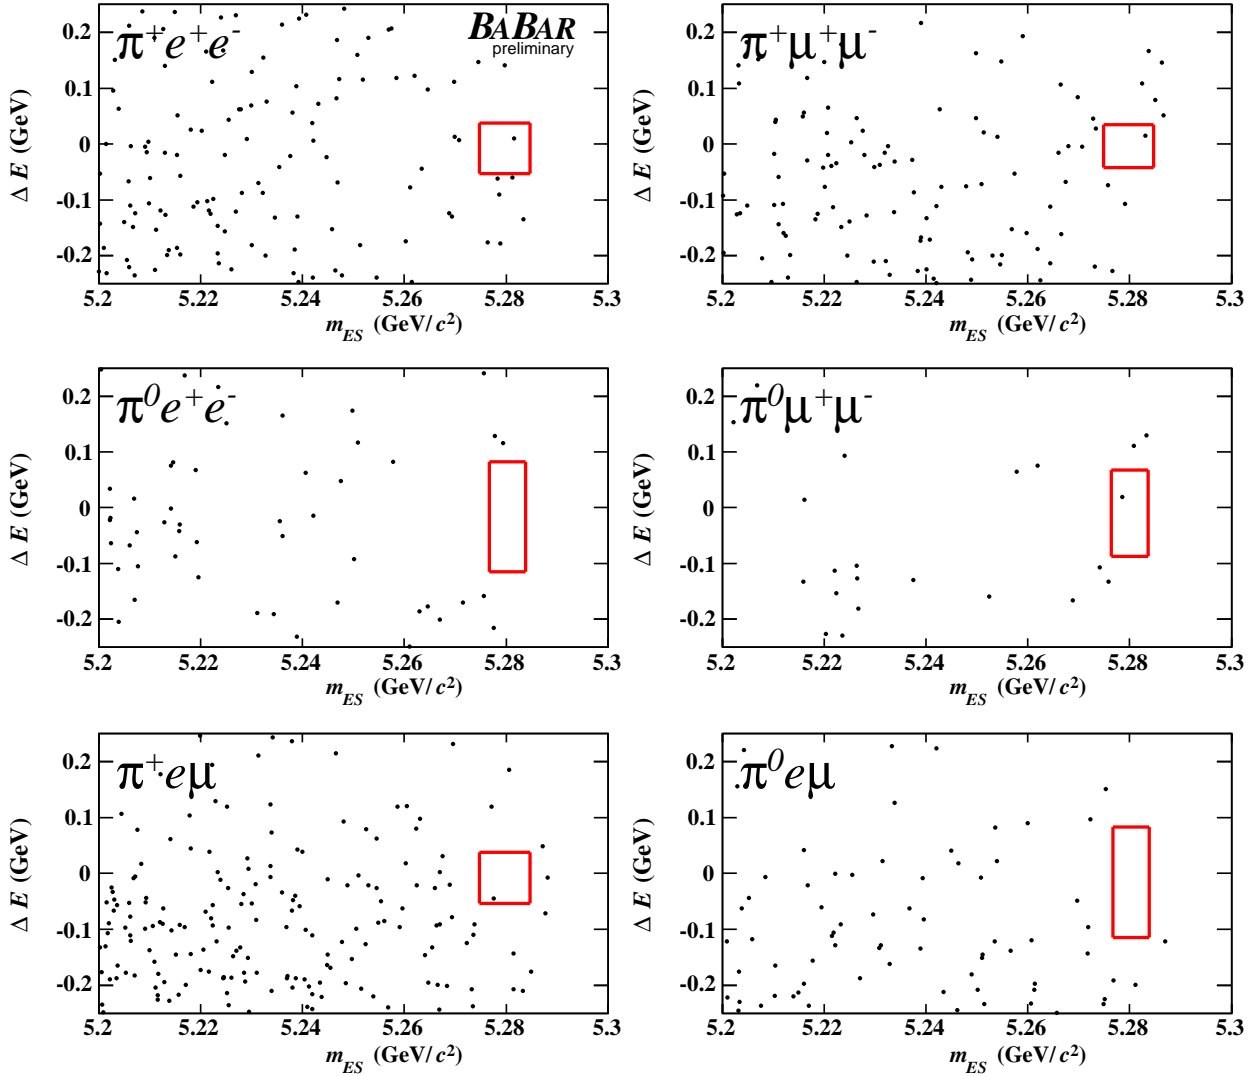 π⁺e⁺e⁻
BABAR
preliminary
0.2
0.1
0
-0.1
-0.2
Δ E (GeV)
5.2 5.22 5.24 5.26 5.28 5.3
m_ES (GeV/c²)
π⁺μ⁺μ⁻
0.2
0.1
0
-0.1
-0.2
Δ E (GeV)
5.2 5.22 5.24 5.26 5.28 5.3
m_ES (GeV/c²)
π⁰e⁺e⁻
0.2
0.1
0
-0.1
-0.2
Δ E (GeV)
5.2 5.22 5.24 5.26 5.28 5.3
m_ES (GeV/c²)
π⁰μ⁺μ⁻
0.2
0.1
0
-0.1
-0.2
Δ E (GeV)
5.2 5.22 5.24 5.26 5.28 5.3
m_ES (GeV/c²)
π⁺eμ
0.2
0.1
0
-0.1
-0.2
Δ E (GeV)
5.2 5.22 5.24 5.26 5.28 5.3
m_ES (GeV/c²)
π⁰eμ
0.2
0.1
0
-0.1
-0.2
Δ E (GeV)
5.2 5.22 5.24 5.26 5.28 5.3
m_ES (GeV/c²)